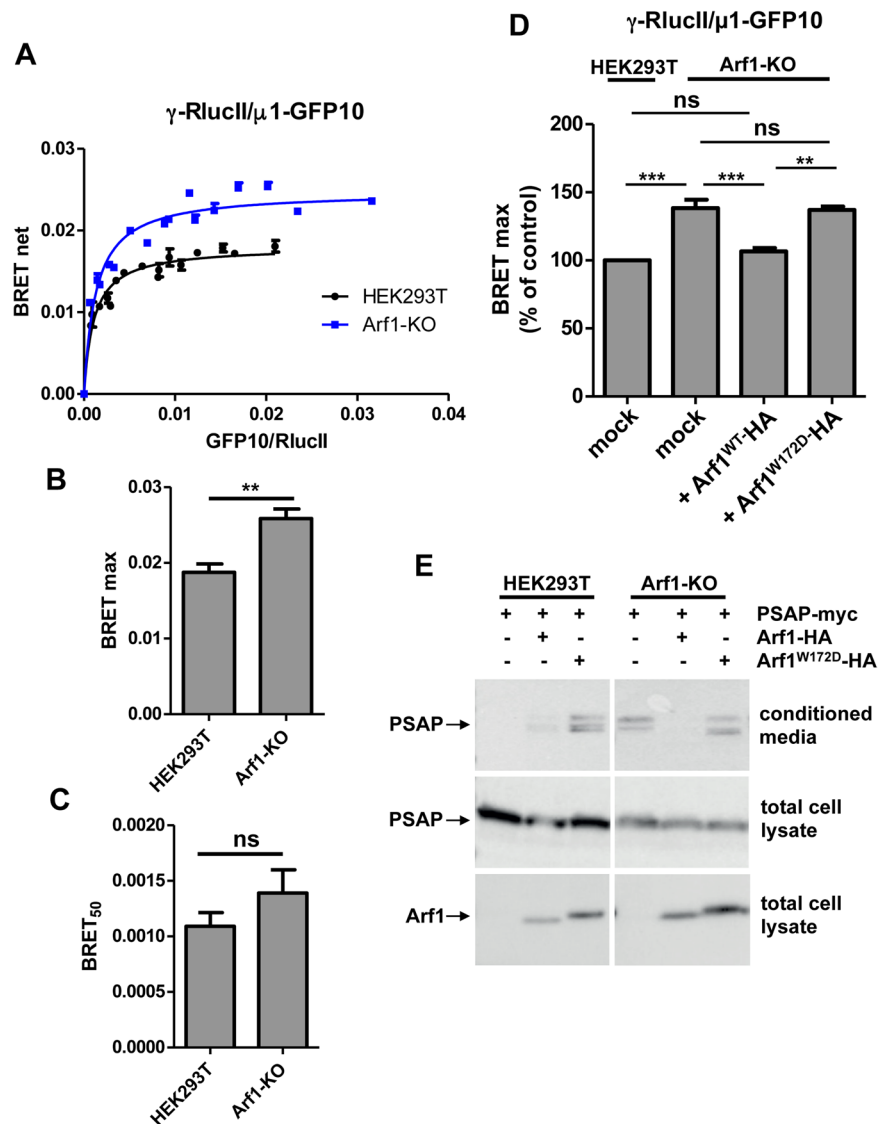 A
γ-RlucII/μ1-GFP10
0.03
0.02
0.01
0.00
BRET net
HEK293T
Arf1-KO
0.00 0.01 0.02 0.03 0.04
GFP10/RlucII
B
0.03
0.02
0.01
0.00
BRET max
**
HEK293T
Arf1-KO
C
0.0020
0.0015
0.0010
0.0005
0.0000
BRET50
ns
HEK293T
Arf1-KO
D
γ-RlucII/μ1-GFP10
HEK293T Arf1-KO
ns
ns
*** *** **
200
150
100
50
0
BRET max
(% of control)
mock
mock
+ Arf1WT-HA
+ Arf1W172D-HA
E
HEK293T Arf1-KO
+ + + + + + PSAP-myc
- + - - + - Arf1-HA
- - + - - + Arf1W172D-HA
PSAP→ conditioned
media
PSAP→ total cell
lysate
Arf1→ total cell
lysate